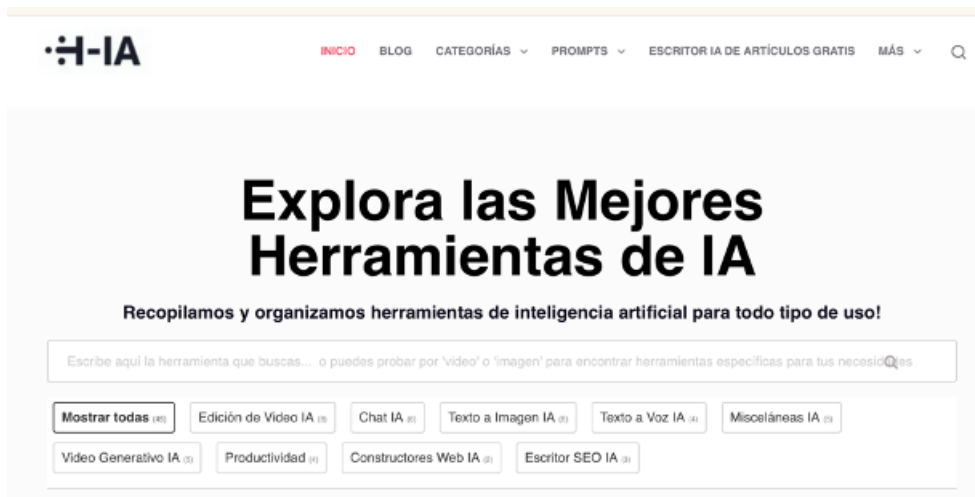 H-IA
INICIO BLOG CATEGORÍAS PROMPTS ESCRITOR IA DE ARTÍCULOS GRATIS MÁS
Explora las Mejores
Herramientas de IA
Recopilamos y organizamos herramientas de inteligencia artificial para todo tipo de uso!
Escribe aquí la herramienta que buscas... o puedes probar por 'video' o 'imagen' para encontrar herramientas específicas para tus necesidades
Mostrar todas Edición de Video IA Chat IA Texto a Imagen IA Texto a Voz IA (4) Misceláneas IA
Video Generativo IA Productividad (4) Constructores Web IA (2) Escritor SEO IA